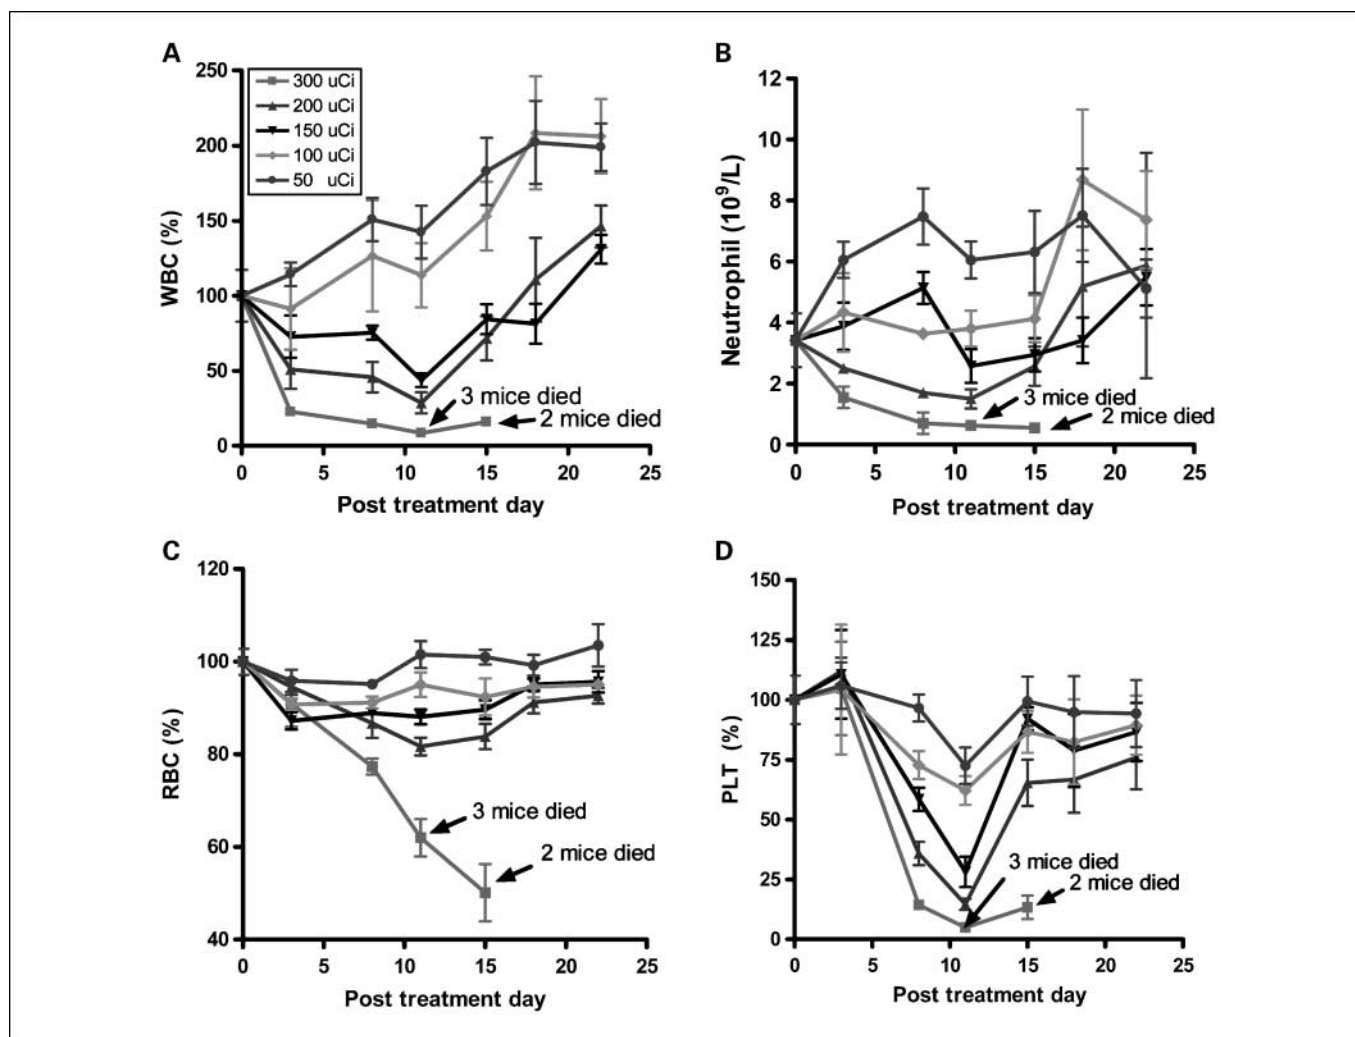 A
WBC (%)
250
200
150
100
50
0
300 uCi
200 uCi
150 uCi
100 uCi
50 uCi
3 mice died
2 mice died
0 5 10 15 20 25
Post treatment day
B
Neutrophil (10⁹/L)
12
10
8
6
4
2
0
3 mice died
2 mice died
0 5 10 15 20 25
Post treatment day
C
RBC (%)
120
100
80
60
40
3 mice died
2 mice died
0 5 10 15 20 25
Post treatment day
D
PLT (%)
150
125
100
75
50
25
0
3 mice died
2 mice died
0 5 10 15 20 25
Post treatment day